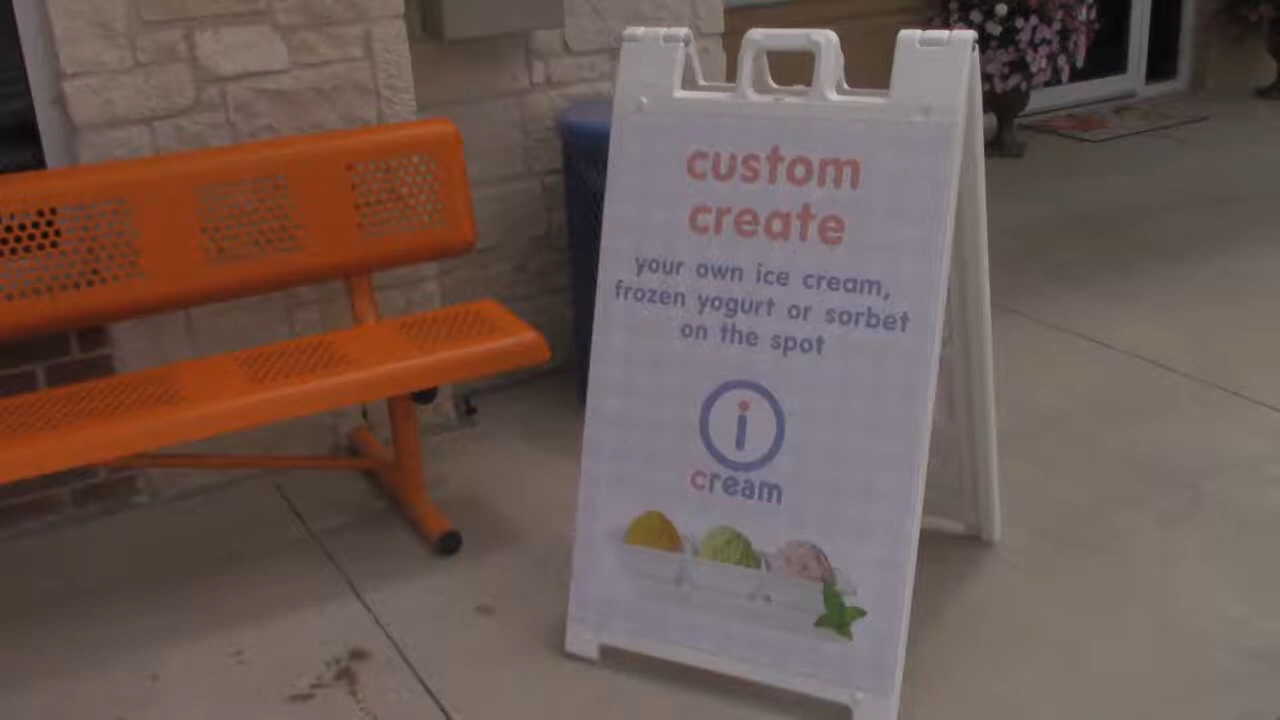 custom
create
your own ice cream,
frozen yogurt or sorbet
on the spot
i
cream